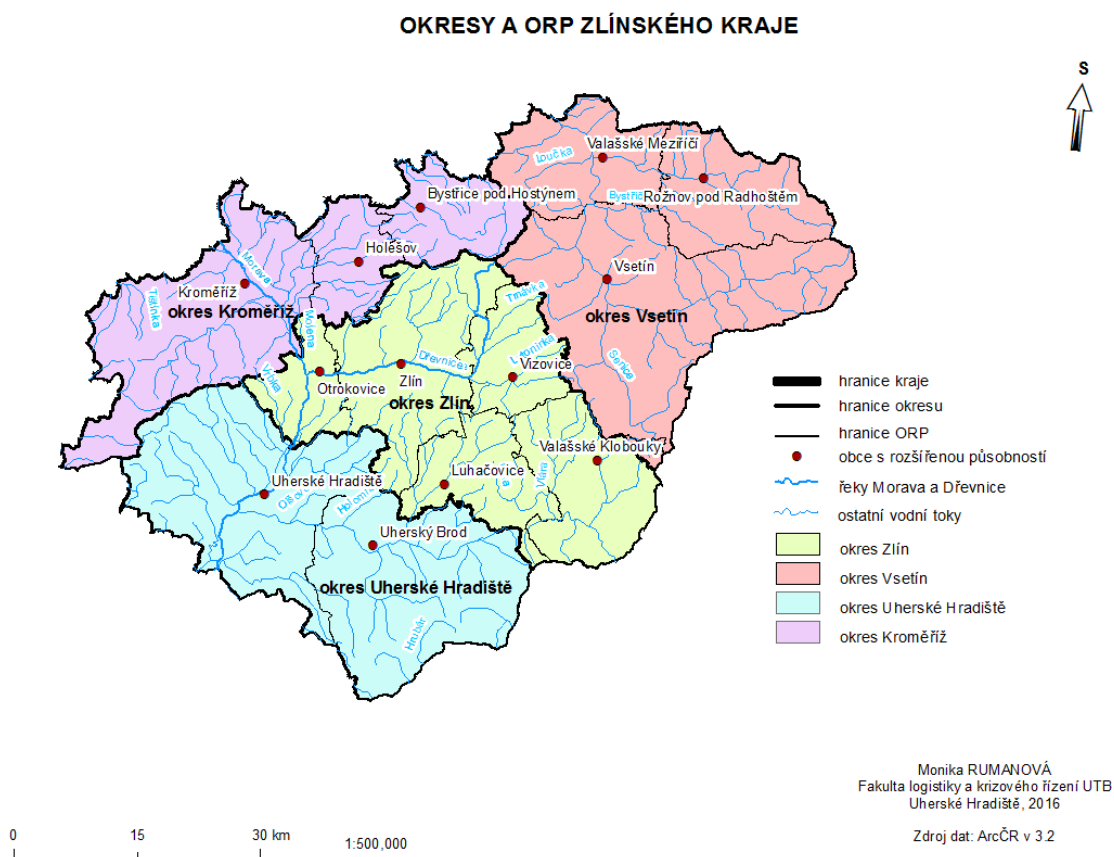 OKRESY A ORP ZLÍNSKÉHO KRAJE
S
Valašské Meziříčí
Loučka
Bystřice pod Hostýnem
Rožnov pod Radhoštěm
Holešov
Morava
Vsetín
Kroměříž
okres Kroměříž
Trnávka
okres Vsetín
Mojena
Dřevnice
Senice
Vizovice
Otrokovice
Zlín
okres Zlín
Valašské Klobouky
Luhačovice
Vlára
Uherské Hradiště
Uherský Brod
okres Uherské Hradiště
Hrubár
hranice kraje
hranice okresu
hranice ORP
obce s rozšířenou působností
řeky Morava a Dřevnice
ostatní vodní toky
okres Zlín
okres Vsetín
okres Uherské Hradiště
okres Kroměříž
Monika RUMANOVÁ
Fakulta logistiky a krizového řízení UTB
Uherské Hradiště, 2016
Zdroj dat: ArcČR v 3.2
0 15 30 km
1:500,000